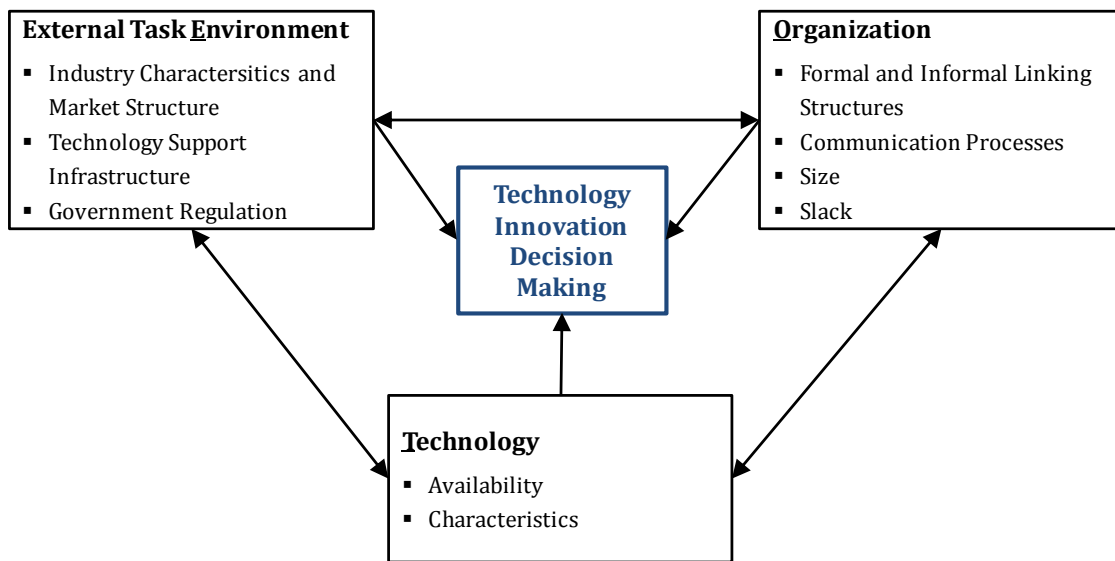 External Task Environment
▪ Industry Charactersitics and
Market Structure
▪ Technology Support
Infrastructure
▪ Government Regulation
Organization
▪ Formal and Informal Linking
Structures
▪ Communication Processes
▪ Size
▪ Slack
Technology
Innovation
Decision
Making
Technology
▪ Availability
▪ Characteristics